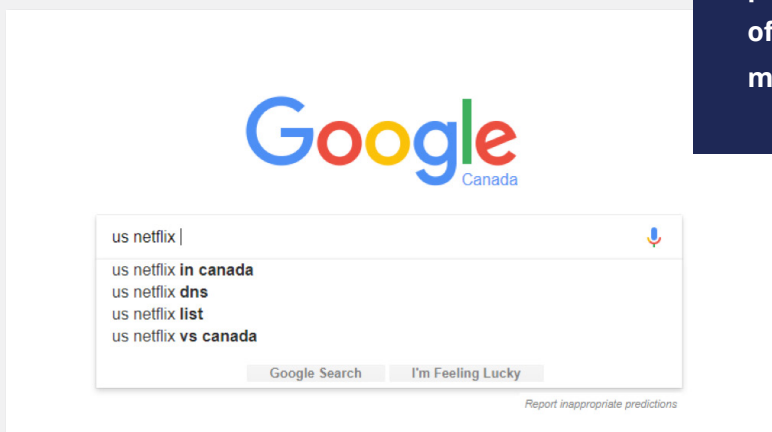 of
m
Google
Canada
us netflix
us netflix in canada
us netflix dns
us netflix list
us netflix vs canada
Google Search I'm Feeling Lucky
Report inappropriate predictions